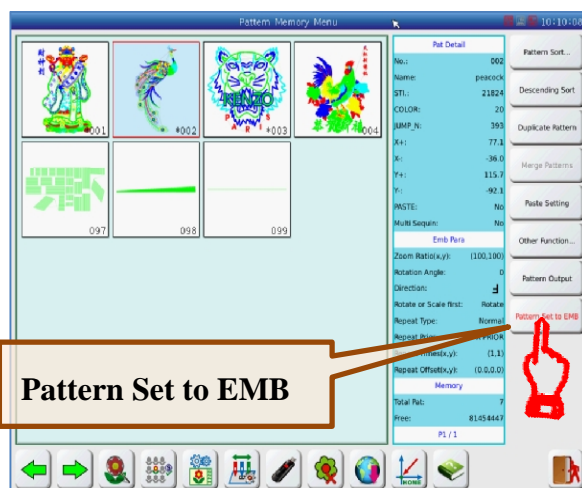 Pattern Memory Menu
10:10:08
*001
*002
KENZO
PARIS
*003
004
097
098
099
Pat Detail
No.: 002
Name: peacock
STI.: 21824
COLOR: 20
JUMP_N: 393
X+: 77.1
X-: -36.0
Y+: 115.7
Y-: -92.1
PASTE: No
Multi Sequin: No
Emb Para
Zoom Ratio(x,y): (100,100)
Rotation Angle: 0
Direction:
Rotate or Scale first: Rotate
Repeat Type: Normal
Repeat PRIOR
(x,y): (1,1)
Repeat Offset(x,y): (0.0,0.0)
Memory
Total Pat: 7
Free: 81454447
P1 / 1
Pattern Sort...
Descending Sort
Duplicate Pattern
Merge Patterns
Paste Setting
Other Function...
Pattern Output
Pattern Set to EMB
Pattern Set to EMB
HOME